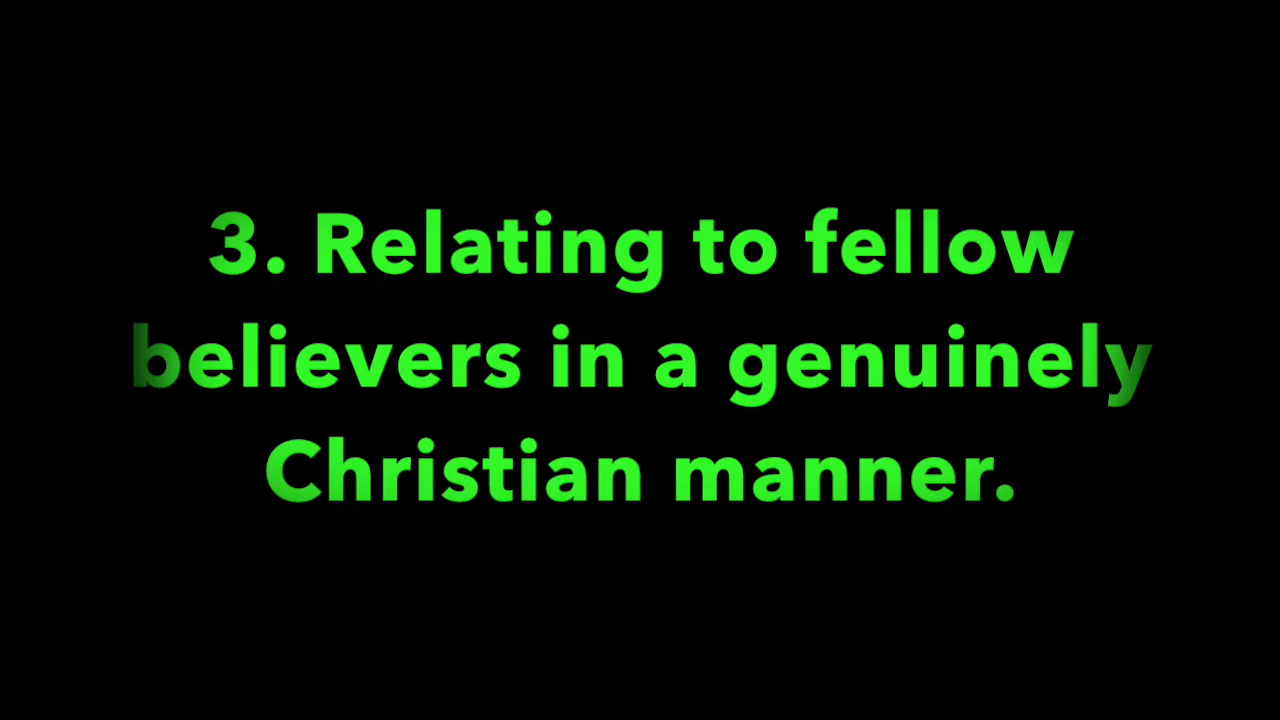 3. Relating to fellow
believers in a genuinely
Christian manner.